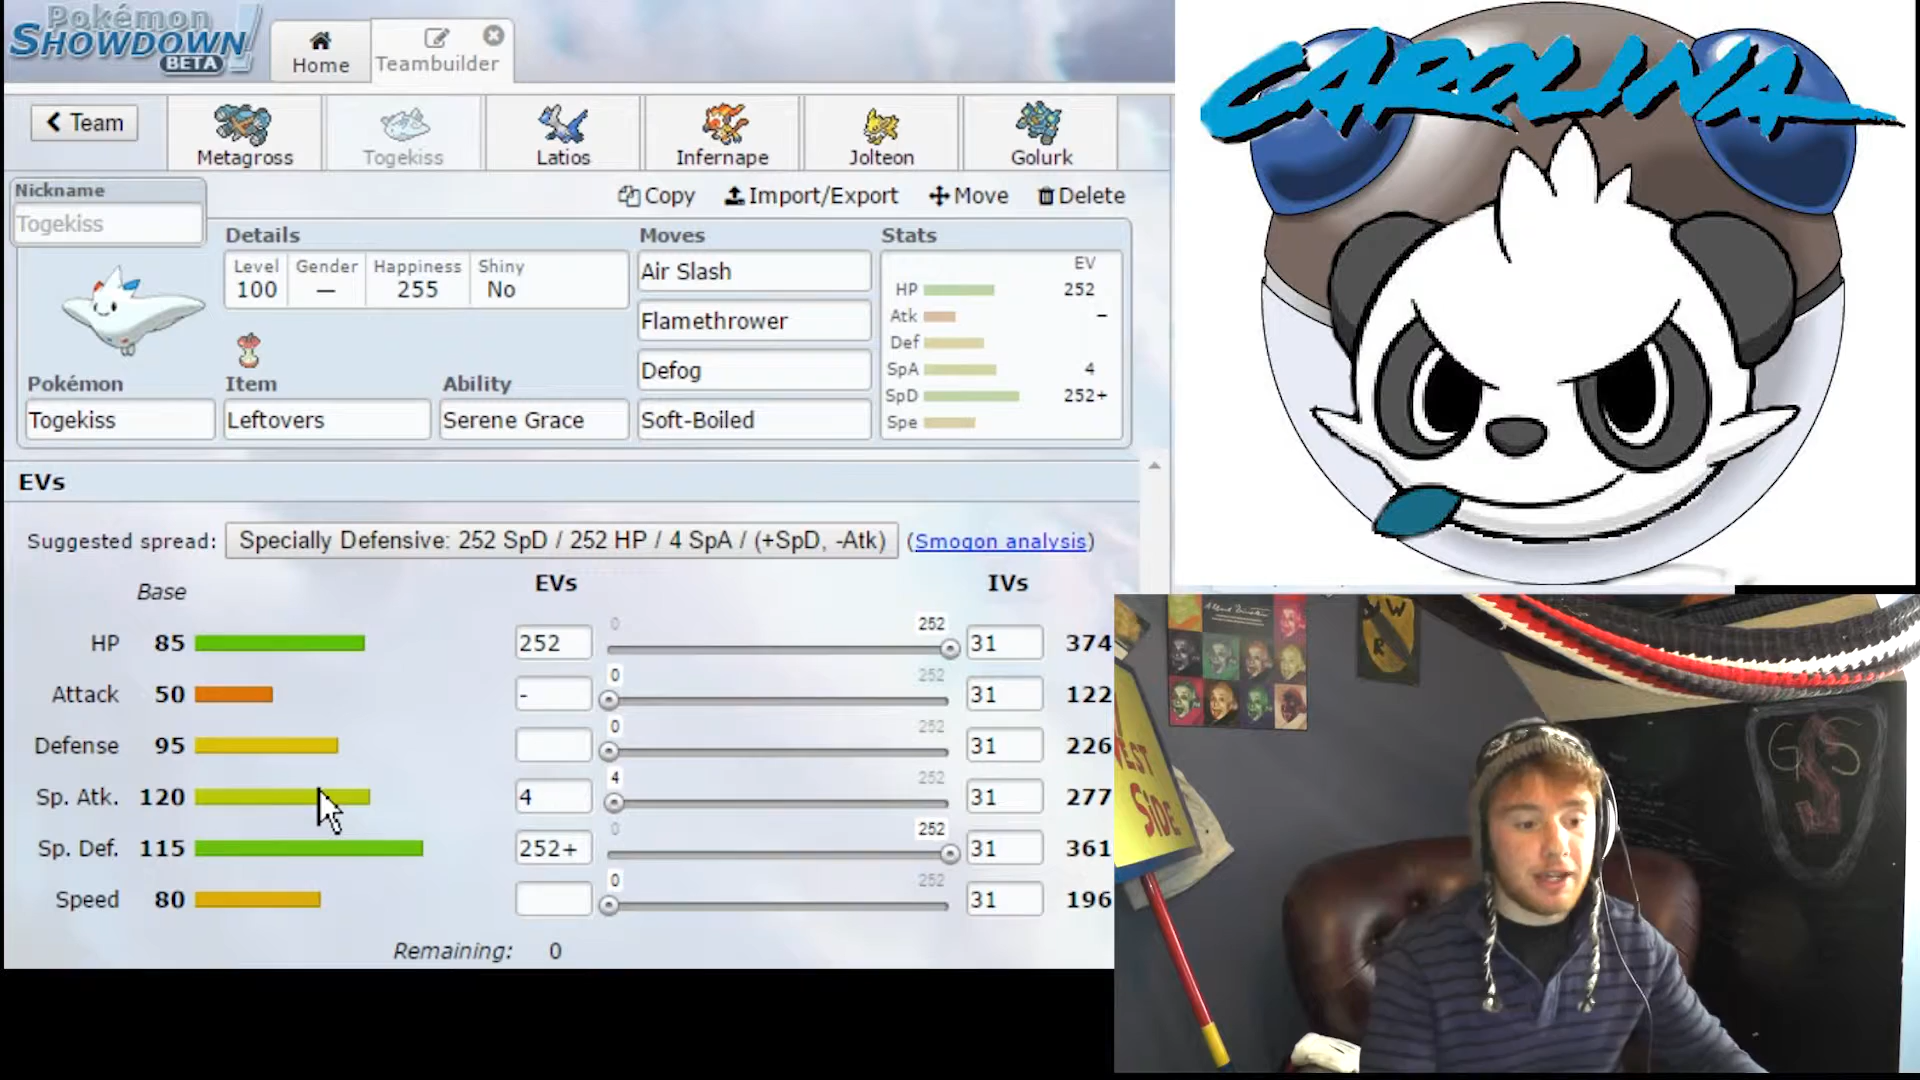 Pokémon
SHOWDOWN!
BETA
Home
Teambuilder
Team
Metagross
Togekiss
Latios
Infernape
Jolteon
Golurk
Nickname
Togekiss
Copy
Import/Export
Move
Delete
Details
Moves
Stats
Level
Gender
Happiness
Shiny
100
—
255
No
Air Slash
Flamethrower
Defog
Soft-Boiled
EV
HP 252
Atk –
Def
SpA 4
SpD 252+
Spe
Pokémon
Item
Ability
Togekiss
Leftovers
Serene Grace
EVs
Suggested spread: Specially Defensive: 252 SpD / 252 HP / 4 SpA / (+SpD, -Atk) (Smogon analysis)
Base EVs IVs
0 252
HP 85 252 31 374
0 252
Attack 50 - 31 122
0 252
Defense 95 31 226
4 252
Sp. Atk. 120 4 31 277
0 252
Sp. Def. 115 252+ 31 361
0 252
Speed 80 31 196
Remaining: 0
CAROLINA
W
R
WEST
SIDE
G S
S